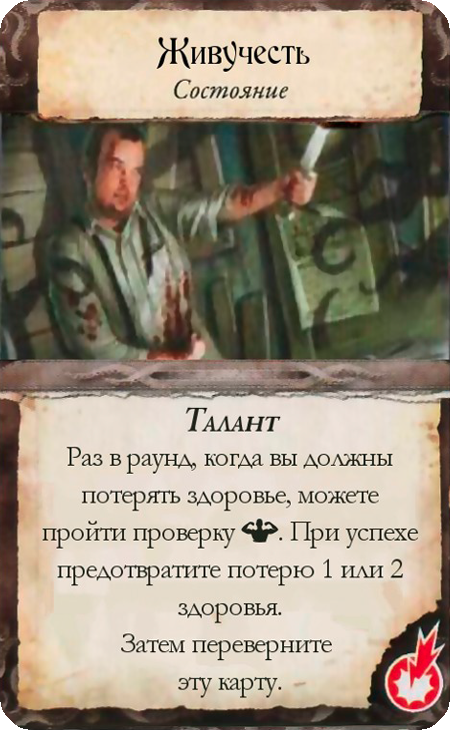 Живучесть
Состояние
Талант
Раз в раунд, когда вы должны
потерять здоровье, можете
пройти проверку . При успехе
предотвратите потерю 1 или 2
здоровья.
Затем переверните
эту карту.